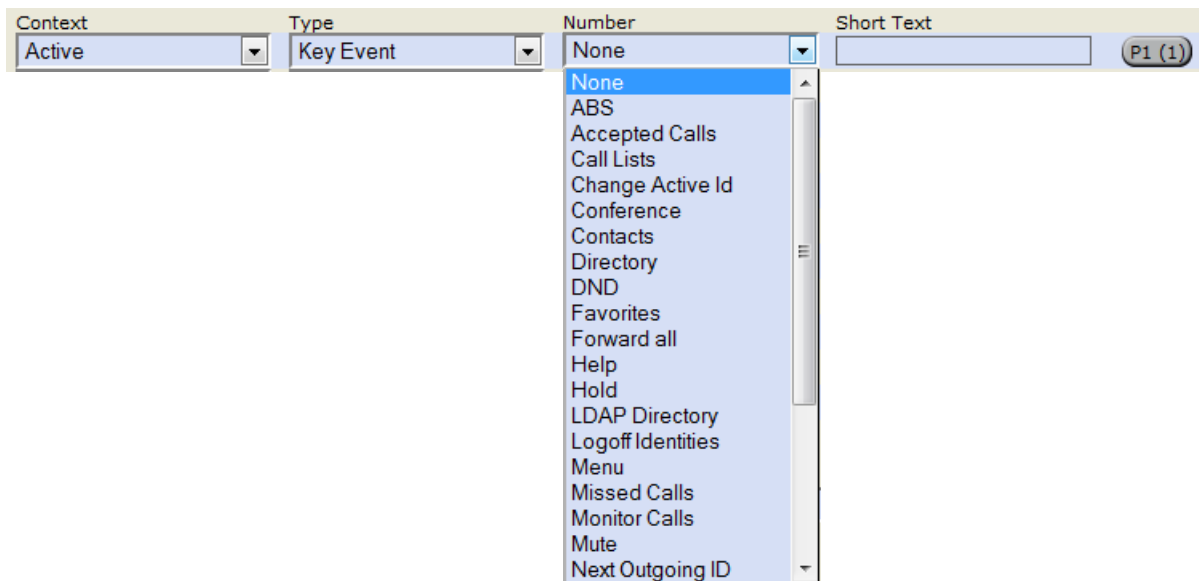 Context Type Number Short Text
Active Key Event None P1 (1)
None
ABS
Accepted Calls
Call Lists
Change Active Id
Conference
Contacts
Directory
DND
Favorites
Forward all
Help
Hold
LDAP Directory
Logoff Identities
Menu
Missed Calls
Monitor Calls
Mute
Next Outgoing ID